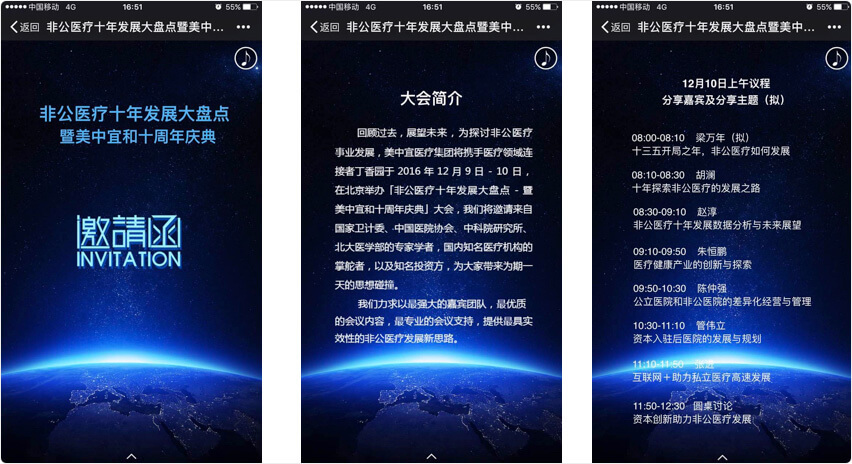 中国移动 4G 16:51 55%
返回 非公医疗十年发展大盘点暨美中...
非公医疗十年发展大盘点
暨美中宜和十周年庆典
邀請函
INVITATION
中国移动 4G 16:51 55%
返回 非公医疗十年发展大盘点暨美中...
大会简介
回顾过去，展望未来，为探讨非公医疗
事业发展，美中宜医疗集团将携手医疗领域连
接者丁香园于 2016 年 12 月 9 日 - 10 日，
在北京举办「非公医疗十年发展大盘点 - 暨
美中宜和十周年庆典」大会，我们将邀请来自
国家卫计委、中国医院协会、中科院研究所、
北大医学部的专家学者，国内知名医疗机构的
掌舵者，以及知名投资方，为大家带来为期一
天的思想碰撞。
我们力求以最强大的嘉宾团队，最优质
的会议内容，最专业的会议支持，提供最具实
效性的非公医疗发展新思路。
中国移动 4G 16:51 55%
返回 非公医疗十年发展大盘点暨美中...
12月10日上午议程
分享嘉宾及分享主题（拟）
08:00-08:10 梁万年（拟）
十三五开局之年，非公医疗如何发展
08:10-08:30 胡澜
十年探索非公医疗的发展之路
08:30-09:10 赵淳
非公医疗十年发展数据分析与未来展望
09:10-09:50 朱恒鹏
医疗健康产业的创新与探索
09:50-10:30 陈仲强
公立医院和非公医院的差异化经营与管理
10:30-11:10 管伟立
资本入驻后医院的发展与规划
11:10-11:50 张进
互联网＋助力私立医疗高速发展
11:50-12:30 圆桌讨论
资本创新助力非公医疗发展